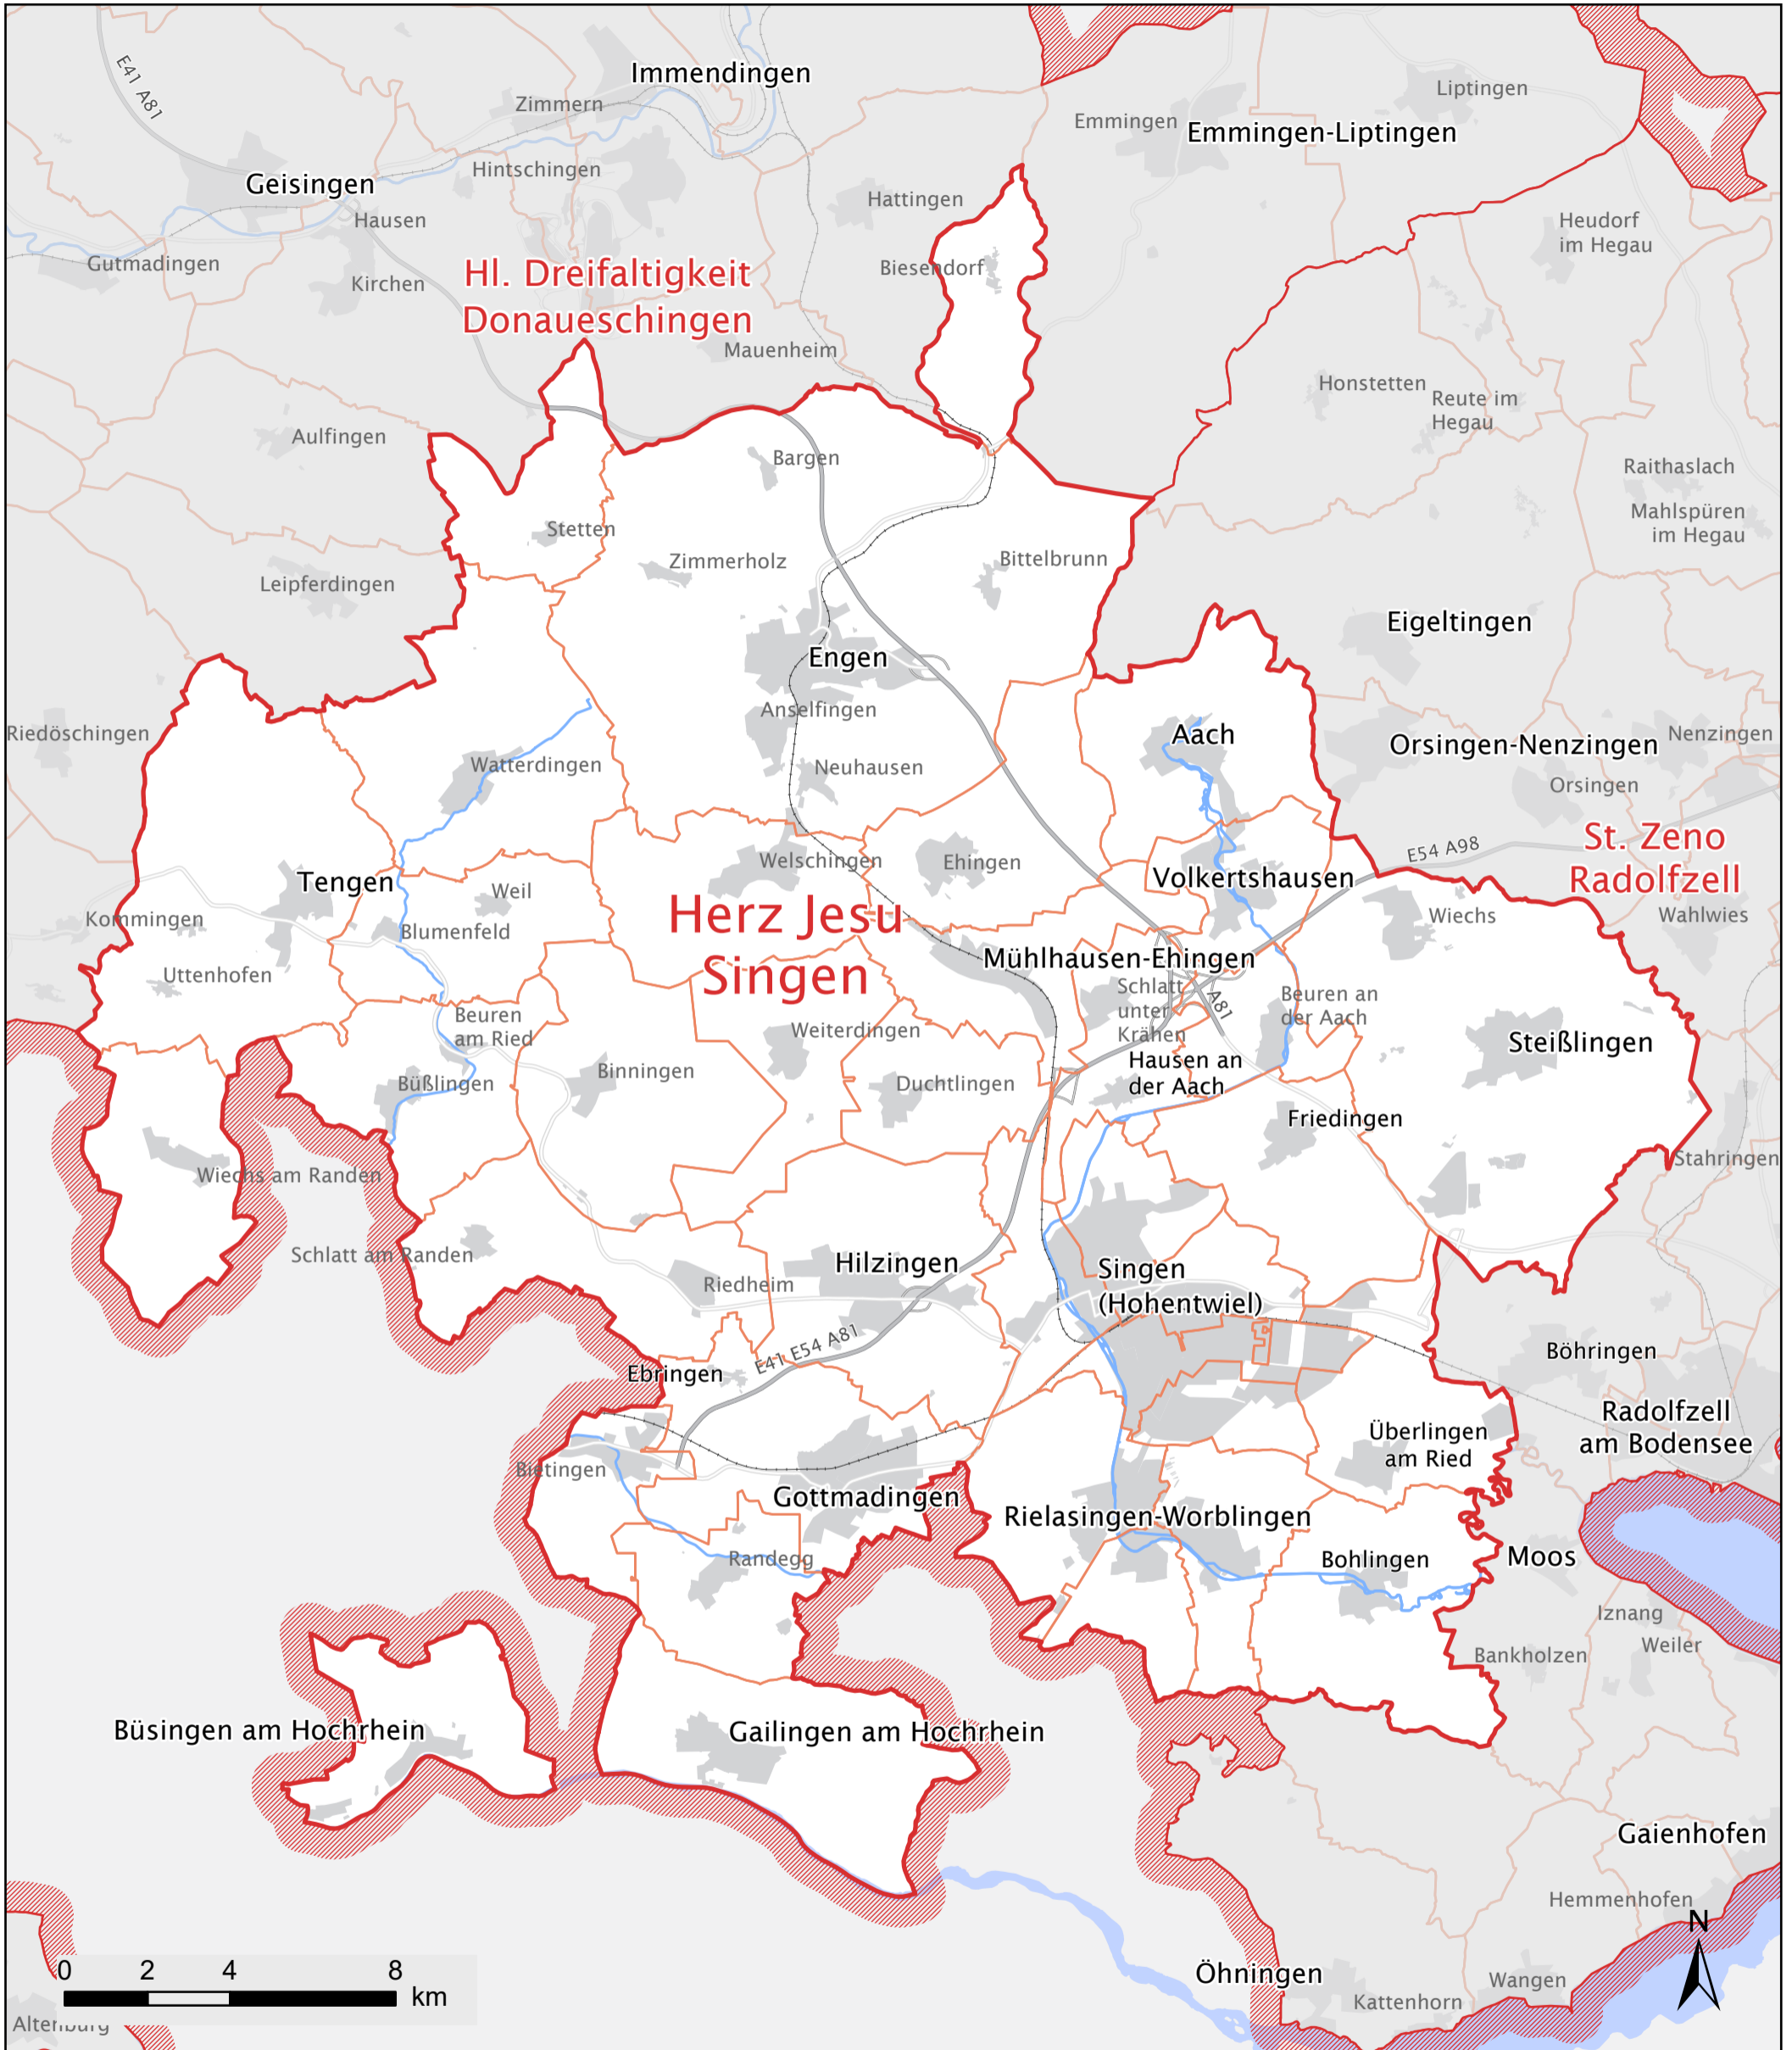 E41 A81
Immendingen
Zimmern
Liptingen
Emmingen
Emmingen-Liptingen
Geisingen
Hintschingen
Hattingen
Hausen
Heudorf
im Hegau
Gutmadingen
Kirchen
Biesendorf
Hl. Dreifaltigkeit
Donaueschingen
Mauenheim
Honstetten
Reute im
Hegau
Aulfingen
Bargen
Raithaslach
Mahlspüren
im Hegau
Stetten
Zimmerholz
Bittelbrunn
Leipferdingen
Eigeltingen
Engen
Anselfingen
Riedöschingen
Aach
Nenzingen
Orsingen-Nenzingen
Watterdingen
Neuhausen
Orsingen
St. Zeno
Radolfzell
E54 A98
Welschingen
Ehingen
Tengen
Weil
Volkertshausen
Kommingen
Blumenfeld
Herz Jesu
Singen
Wiechs
Wahlwies
Mühlhausen-Ehingen
Uttenhofen
Schlatt
unter
Krähen
A81
Beuren an
der Aach
Beuren
am Ried
Weiterdingen
Steißlingen
Binningen
Büßlingen
Duchtlingen
Hausen an
der Aach
Friedingen
Wiechs am Randen
Stahringen
Schlatt am Randen
Hilzingen
Riedheim
Singen
(Hohentwiel)
E41 E54 A81
Ebringen
Böhringen
Radolfzell
am Bodensee
Überlingen
am Ried
Bietingen
Gottmadingen
Rielasingen-Worblingen
Randegg
Bohlingen
Moos
Iznang
Weiler
Bankholzen
Büsingen am Hochrhein
Gailingen am Hochrhein
Gaienhofen
Hemmenhofen
N
Öhningen
Wangen
Kattenhorn
0 2 4 8
km
Altenburg